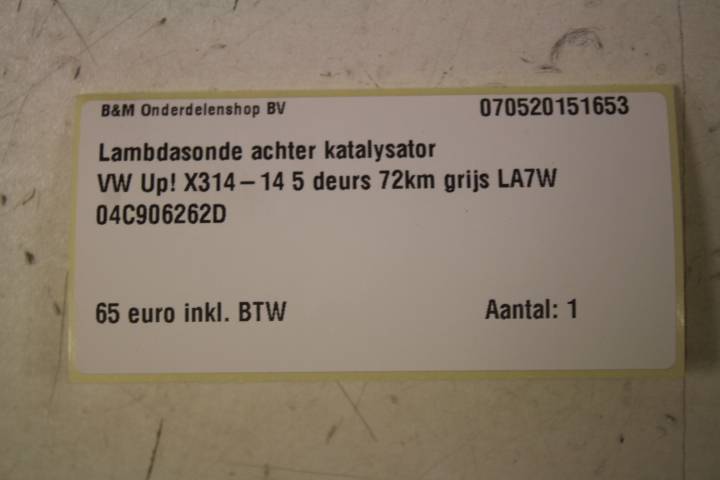 B&M Onderdelenshop BV 070520151653
Lambdasonde achter katalysator
VW Up! X314-14 5 deurs 72km grijs LA7W
04C906262D
65 euro inkl. BTW Aantal: 1